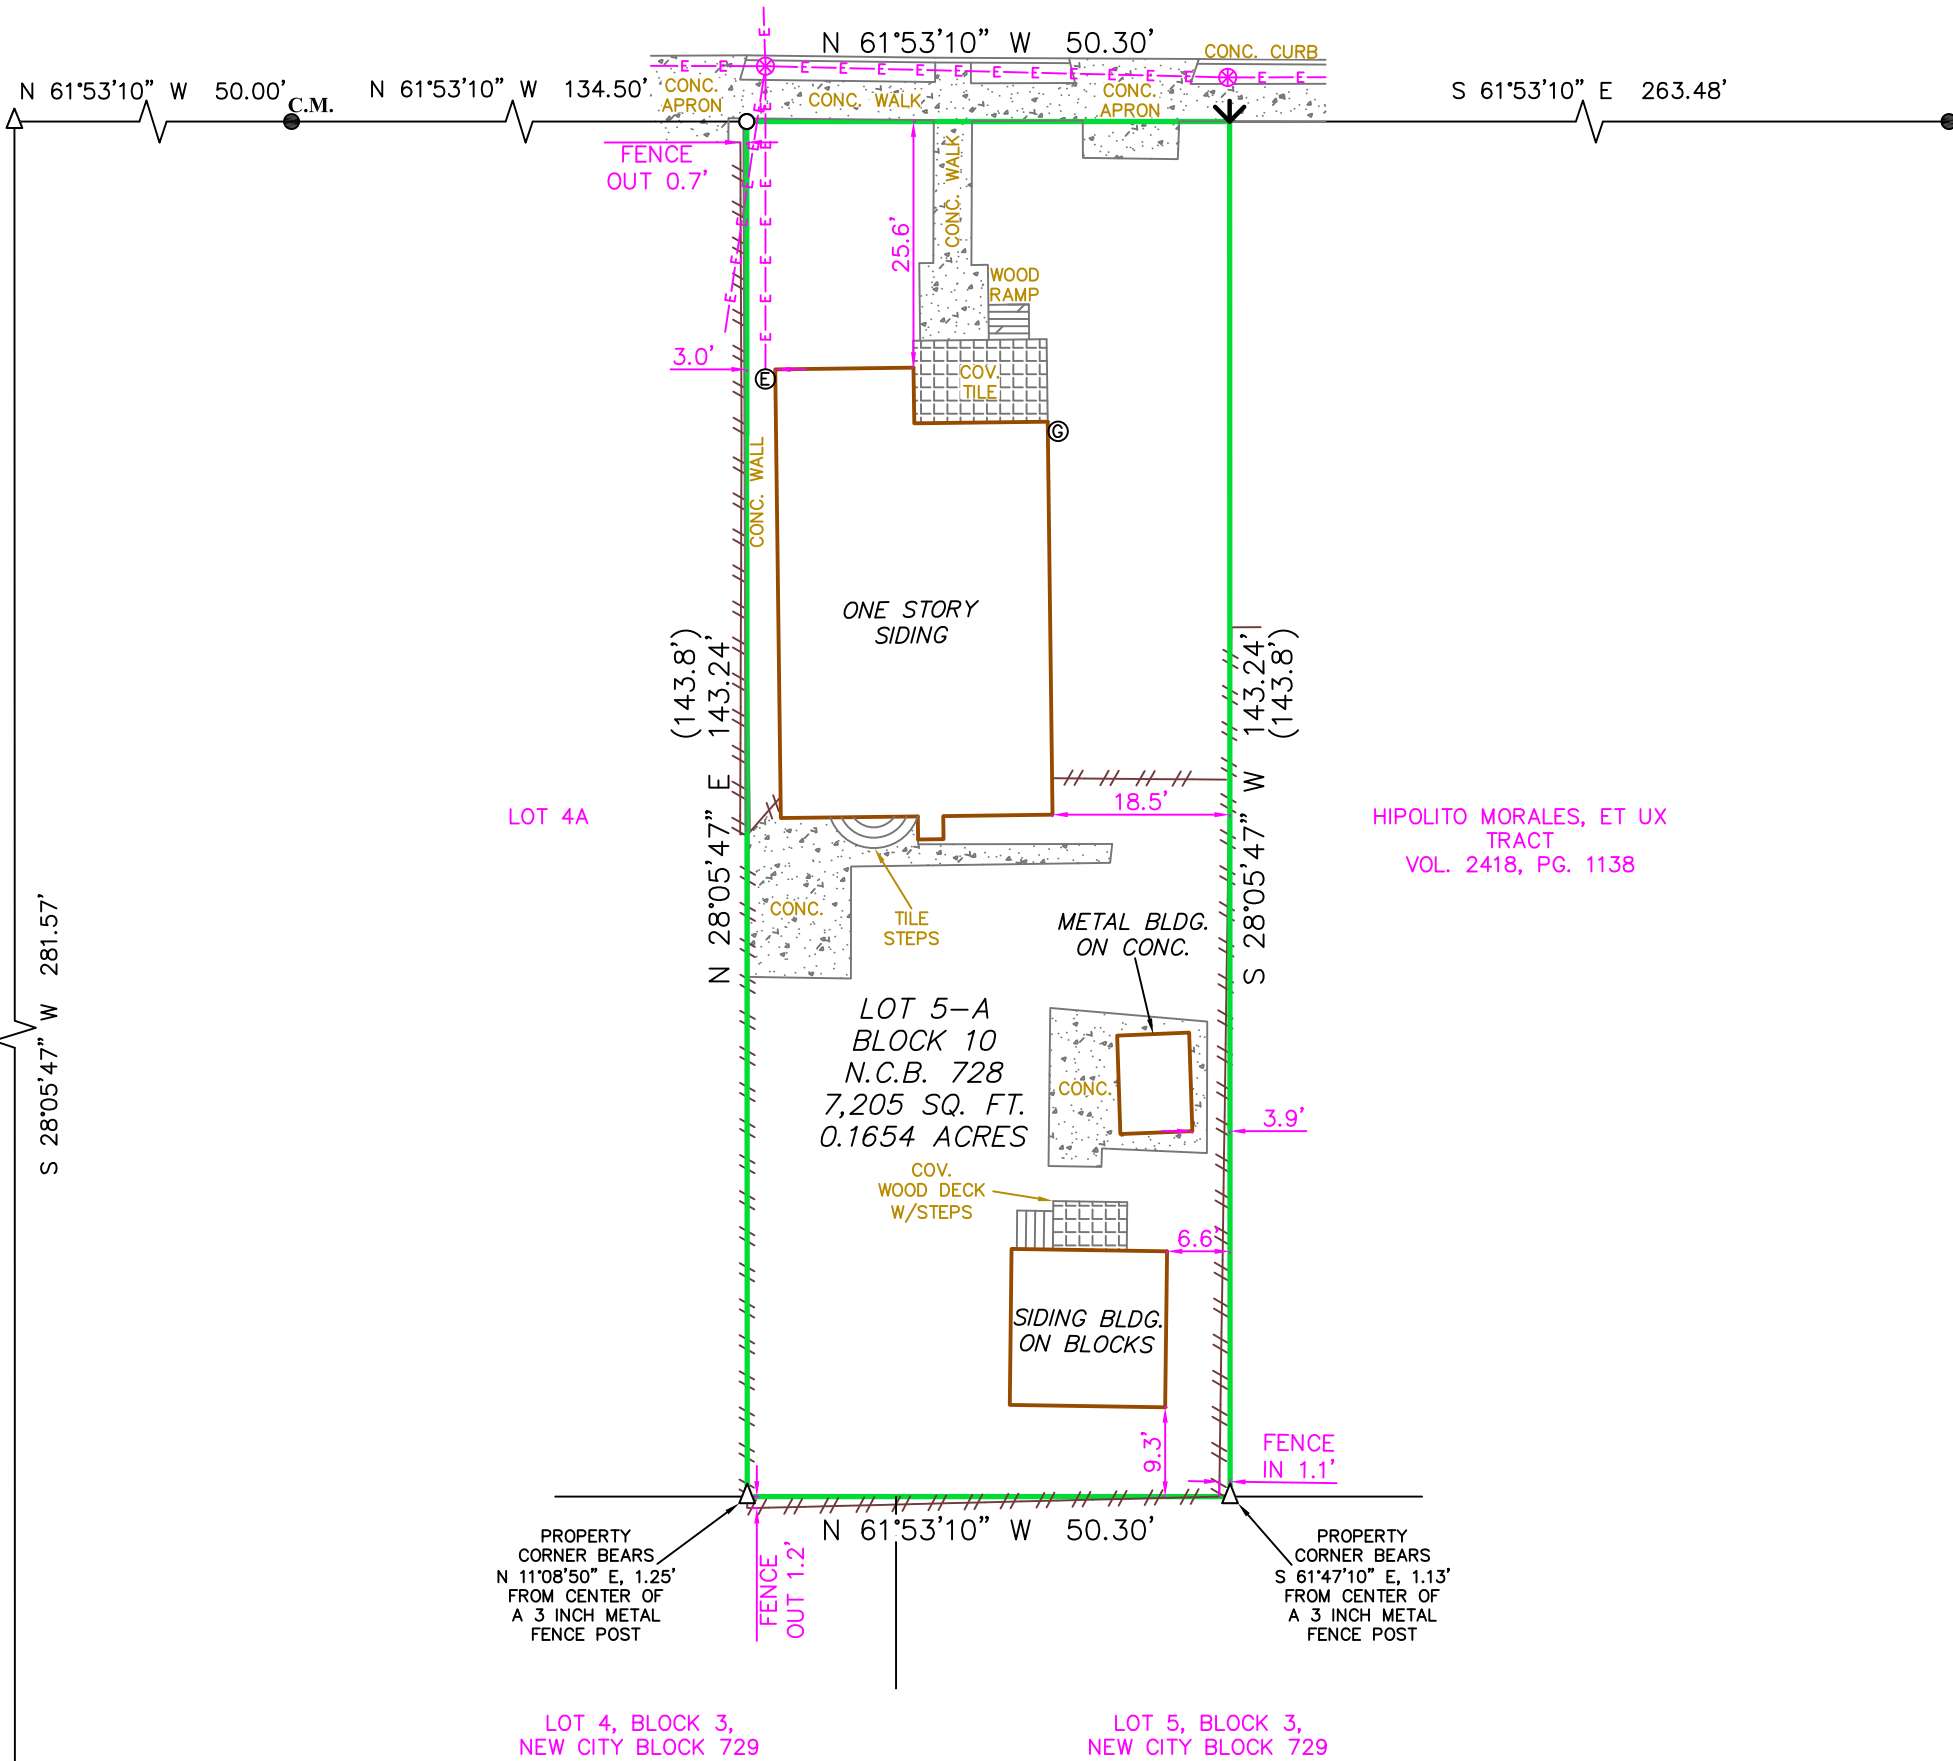 N 61°53'10" W 50.30'
CONC. CURB
N 61°53'10" W 50.00'
C.M.
N 61°53'10" W 134.50'
S 61°53'10" E 263.48'
E E E E E E E E E E E E E E E E
CONC.
APRON
CONC. WALK
CONC.
APRON
FENCE
OUT 0.7'
CONC. WALK
25.6'
WOOD
RAMP
3.0'
E
COV.
TILE
G
CONC. WALL
ONE STORY
SIDING
(143.8')
N 28°05'47" E 143.24'
S 28°05'47" W 143.24'
(143.8')
18.5'
LOT 4A
HIPOLITO MORALES, ET UX
TRACT
VOL. 2418, PG. 1138
S 28°05'47" W 281.57'
CONC.
TILE
STEPS
METAL BLDG.
ON CONC.
LOT 5-A
BLOCK 10
N.C.B. 728
7,205 SQ. FT.
0.1654 ACRES
CONC.
3.9'
COV.
WOOD DECK
W/STEPS
6.6'
SIDING BLDG.
ON BLOCKS
9.3'
FENCE
IN 1.1'
N 61°53'10" W 50.30'
PROPERTY
CORNER BEARS
N 11°08'50" E, 1.25'
FROM CENTER OF
A 3 INCH METAL
FENCE POST
FENCE
OUT 1.2'
PROPERTY
CORNER BEARS
S 61°47'10" E, 1.13'
FROM CENTER OF
A 3 INCH METAL
FENCE POST
LOT 4, BLOCK 3,
NEW CITY BLOCK 729
LOT 5, BLOCK 3,
NEW CITY BLOCK 729